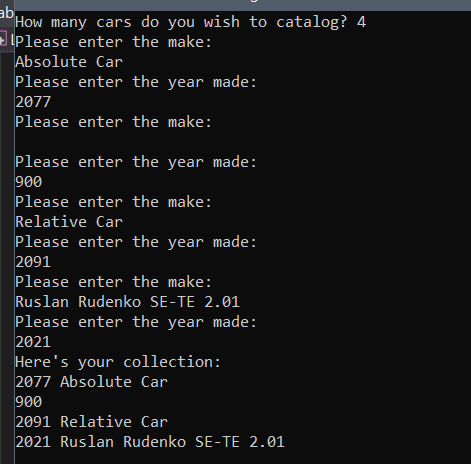 ab
How many cars do you wish to catalog? 4
Please enter the make:
Absolute Car
Please enter the year made:
2077
Please enter the make:
Please enter the year made:
900
Please enter the make:
Relative Car
Please enter the year made:
2091
Please enter the make:
Ruslan Rudenko SE-TE 2.01
Please enter the year made:
2021
Here's your collection:
2077 Absolute Car
900
2091 Relative Car
2021 Ruslan Rudenko SE-TE 2.01